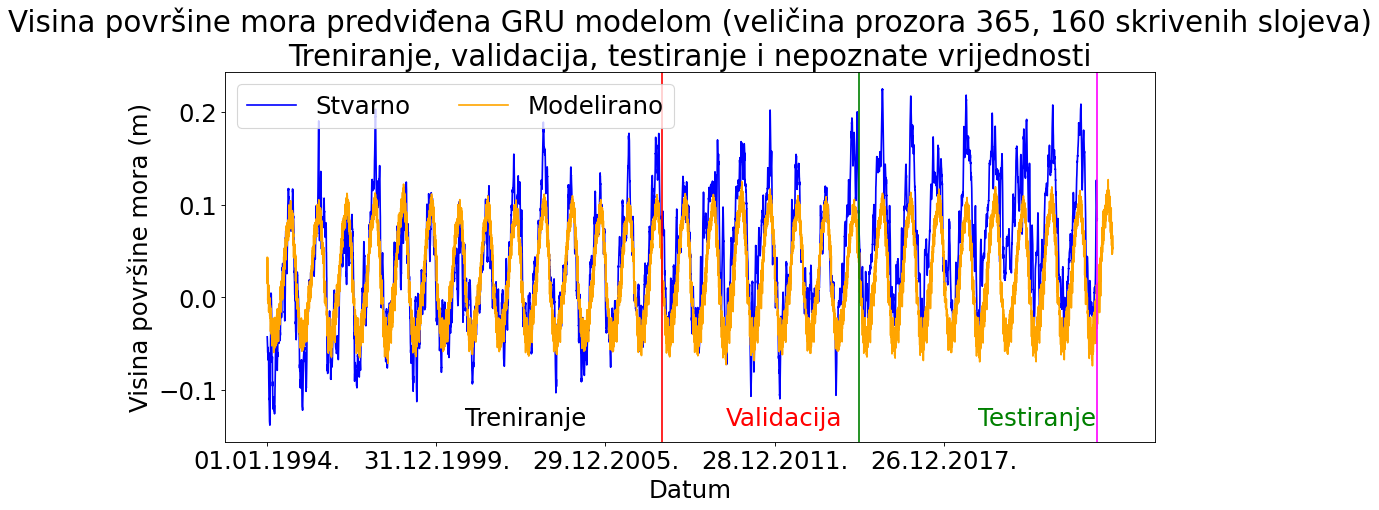 Visina površine mora predviđena GRU modelom (veličina prozora 365, 160 skrivenih slojeva)
Treniranje, validacija, testiranje i nepoznate vrijednosti
Stvarno Modelirano
Visina površine mora (m)
0.2
0.1
0.0
−0.1
Treniranje Validacija Testiranje
01.01.1994. 31.12.1999. 29.12.2005. 28.12.2011. 26.12.2017.
Datum